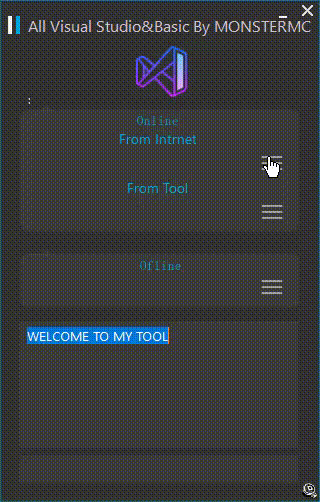 All Visual Studio&Basic By MONSTERMC
:
Online
From Intrnet
From Tool
Ofline
WELCOME TO MY TOOL